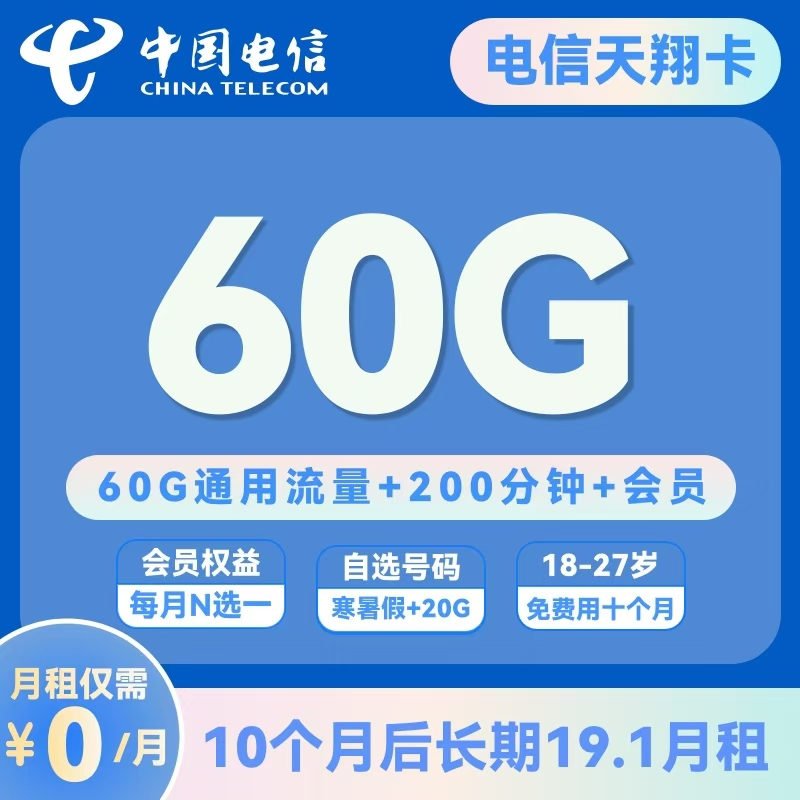 中国电信
CHINA TELECOM
电信天翔卡
60G
60G通用流量+200分钟+会员
会员权益
每月N选一
自选号码
寒暑假+20G
18-27岁
免费用十个月
月租仅需
¥0/月
10个月后长期19.1月租